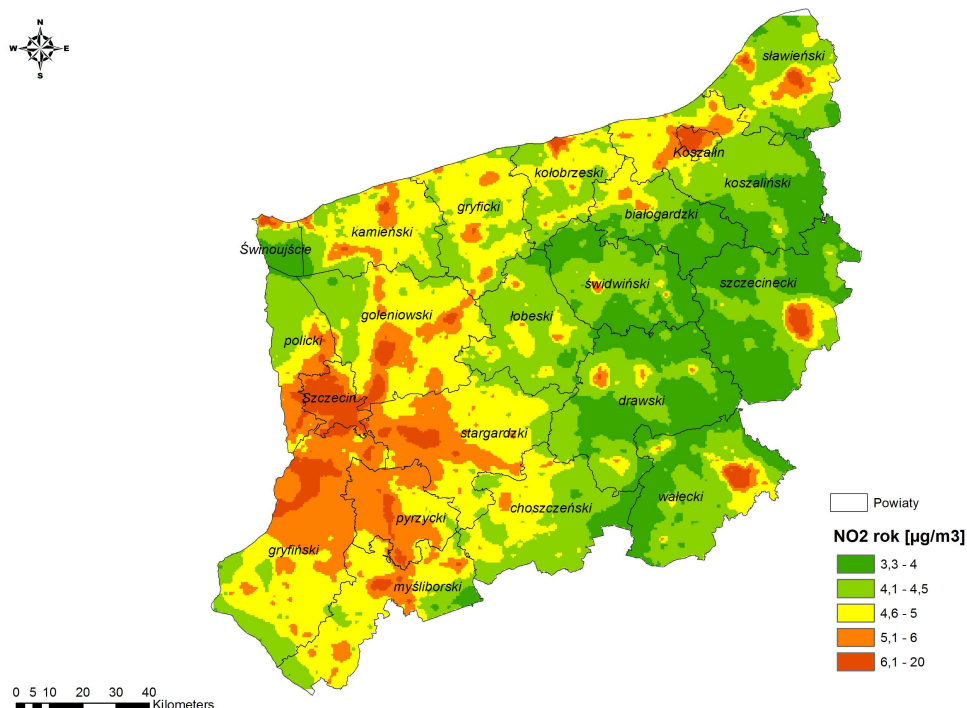 N
W E
S
sławieński
Koszalin
kołobrzeski
koszaliński
gryficki
białogardzki
kamieński
Świnoujście
świdwiński
szczecinecki
goleniowski
łobeski
policki
Szczecin
drawski
stargardzki
wałecki
choszczeński
pyrzycki
gryfiński
myśliborski
Powiaty
NO2 rok [µg/m3]
3,3 - 4
4,1 - 4,5
4,6 - 5
5,1 - 6
6,1 - 20
0 5 10 20 30 40
Kilometers